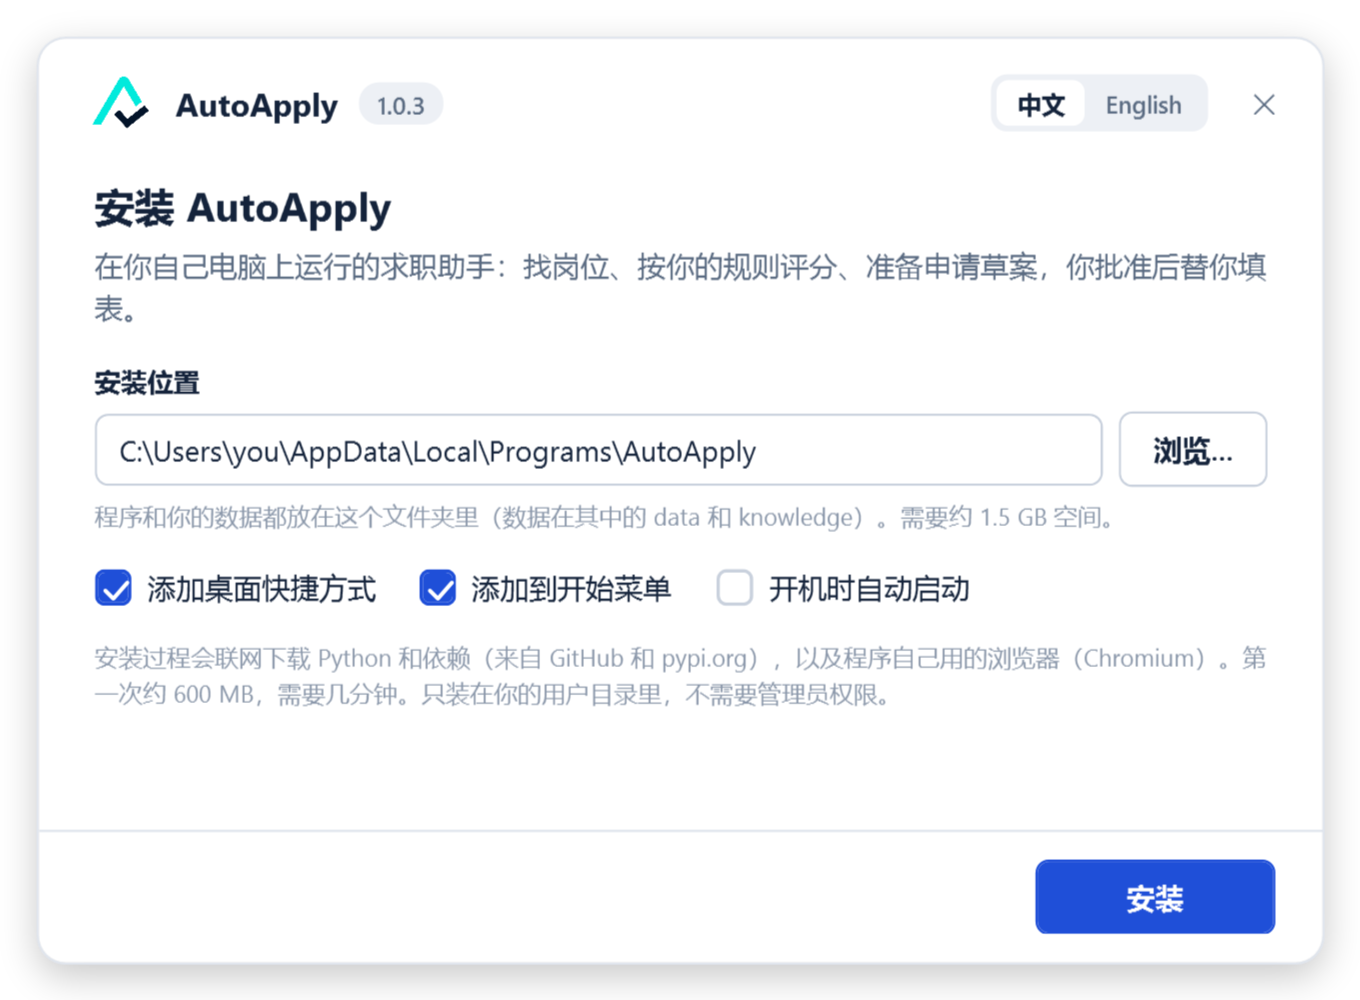 AutoApply 1.0.3 中文 English
安装 AutoApply
在你自己电脑上运行的求职助手：找岗位、按你的规则评分、准备申请草案，你批准后替你填
表。
安装位置
C:\Users\you\AppData\Local\Programs\AutoApply 浏览...
程序和你的数据都放在这个文件夹里（数据在其中的 data 和 knowledge）。需要约 1.5 GB 空间。
添加桌面快捷方式 添加到开始菜单 开机时自动启动
安装过程会联网下载 Python 和依赖（来自 GitHub 和 pypi.org），以及程序自己用的浏览器（Chromium）。第
一次约 600 MB，需要几分钟。只装在你的用户目录里，不需要管理员权限。
安装